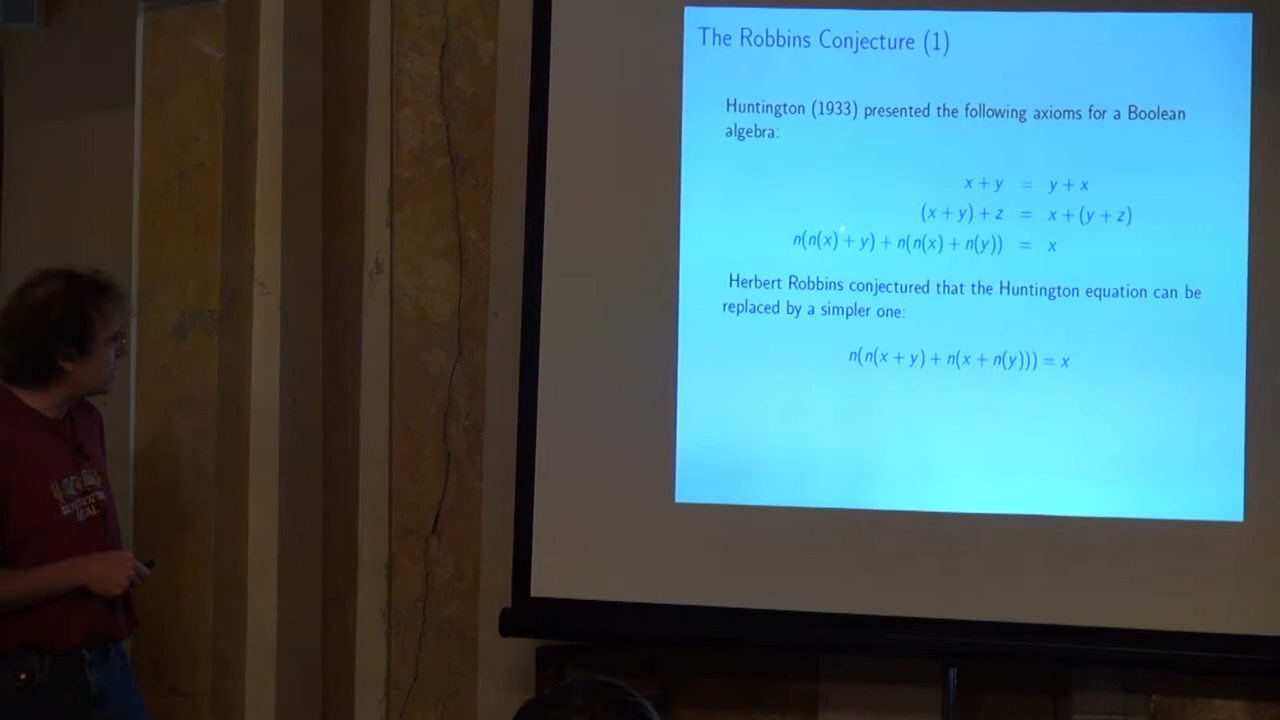 The Robbins Conjecture (1)
Huntington (1933) presented the following axioms for a Boolean
algebra:
x + y = y + x
(x + y) + z = x + (y + z)
n(n(x) + y) + n(n(x) + n(y)) = x
Herbert Robbins conjectured that the Huntington equation can be
replaced by a simpler one:
n(n(x + y) + n(x + n(y))) = x